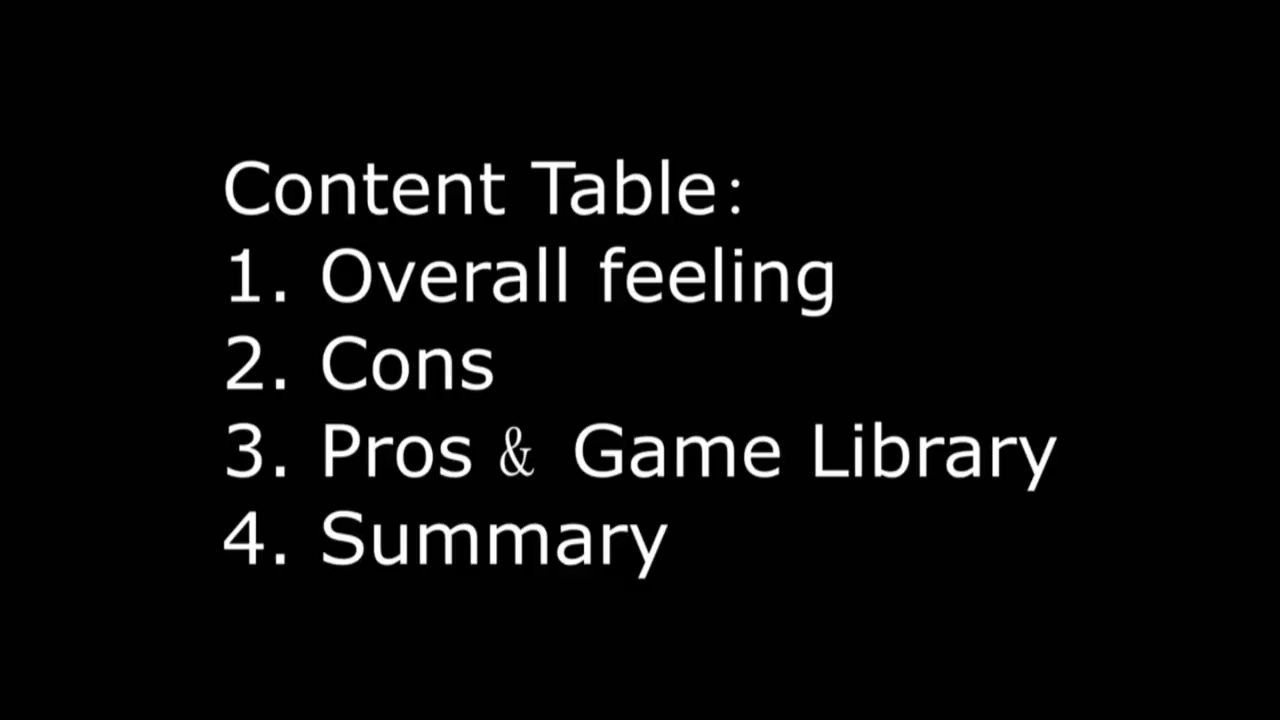 Content Table:
1. Overall feeling
2. Cons
3. Pros & Game Library
4. Summary